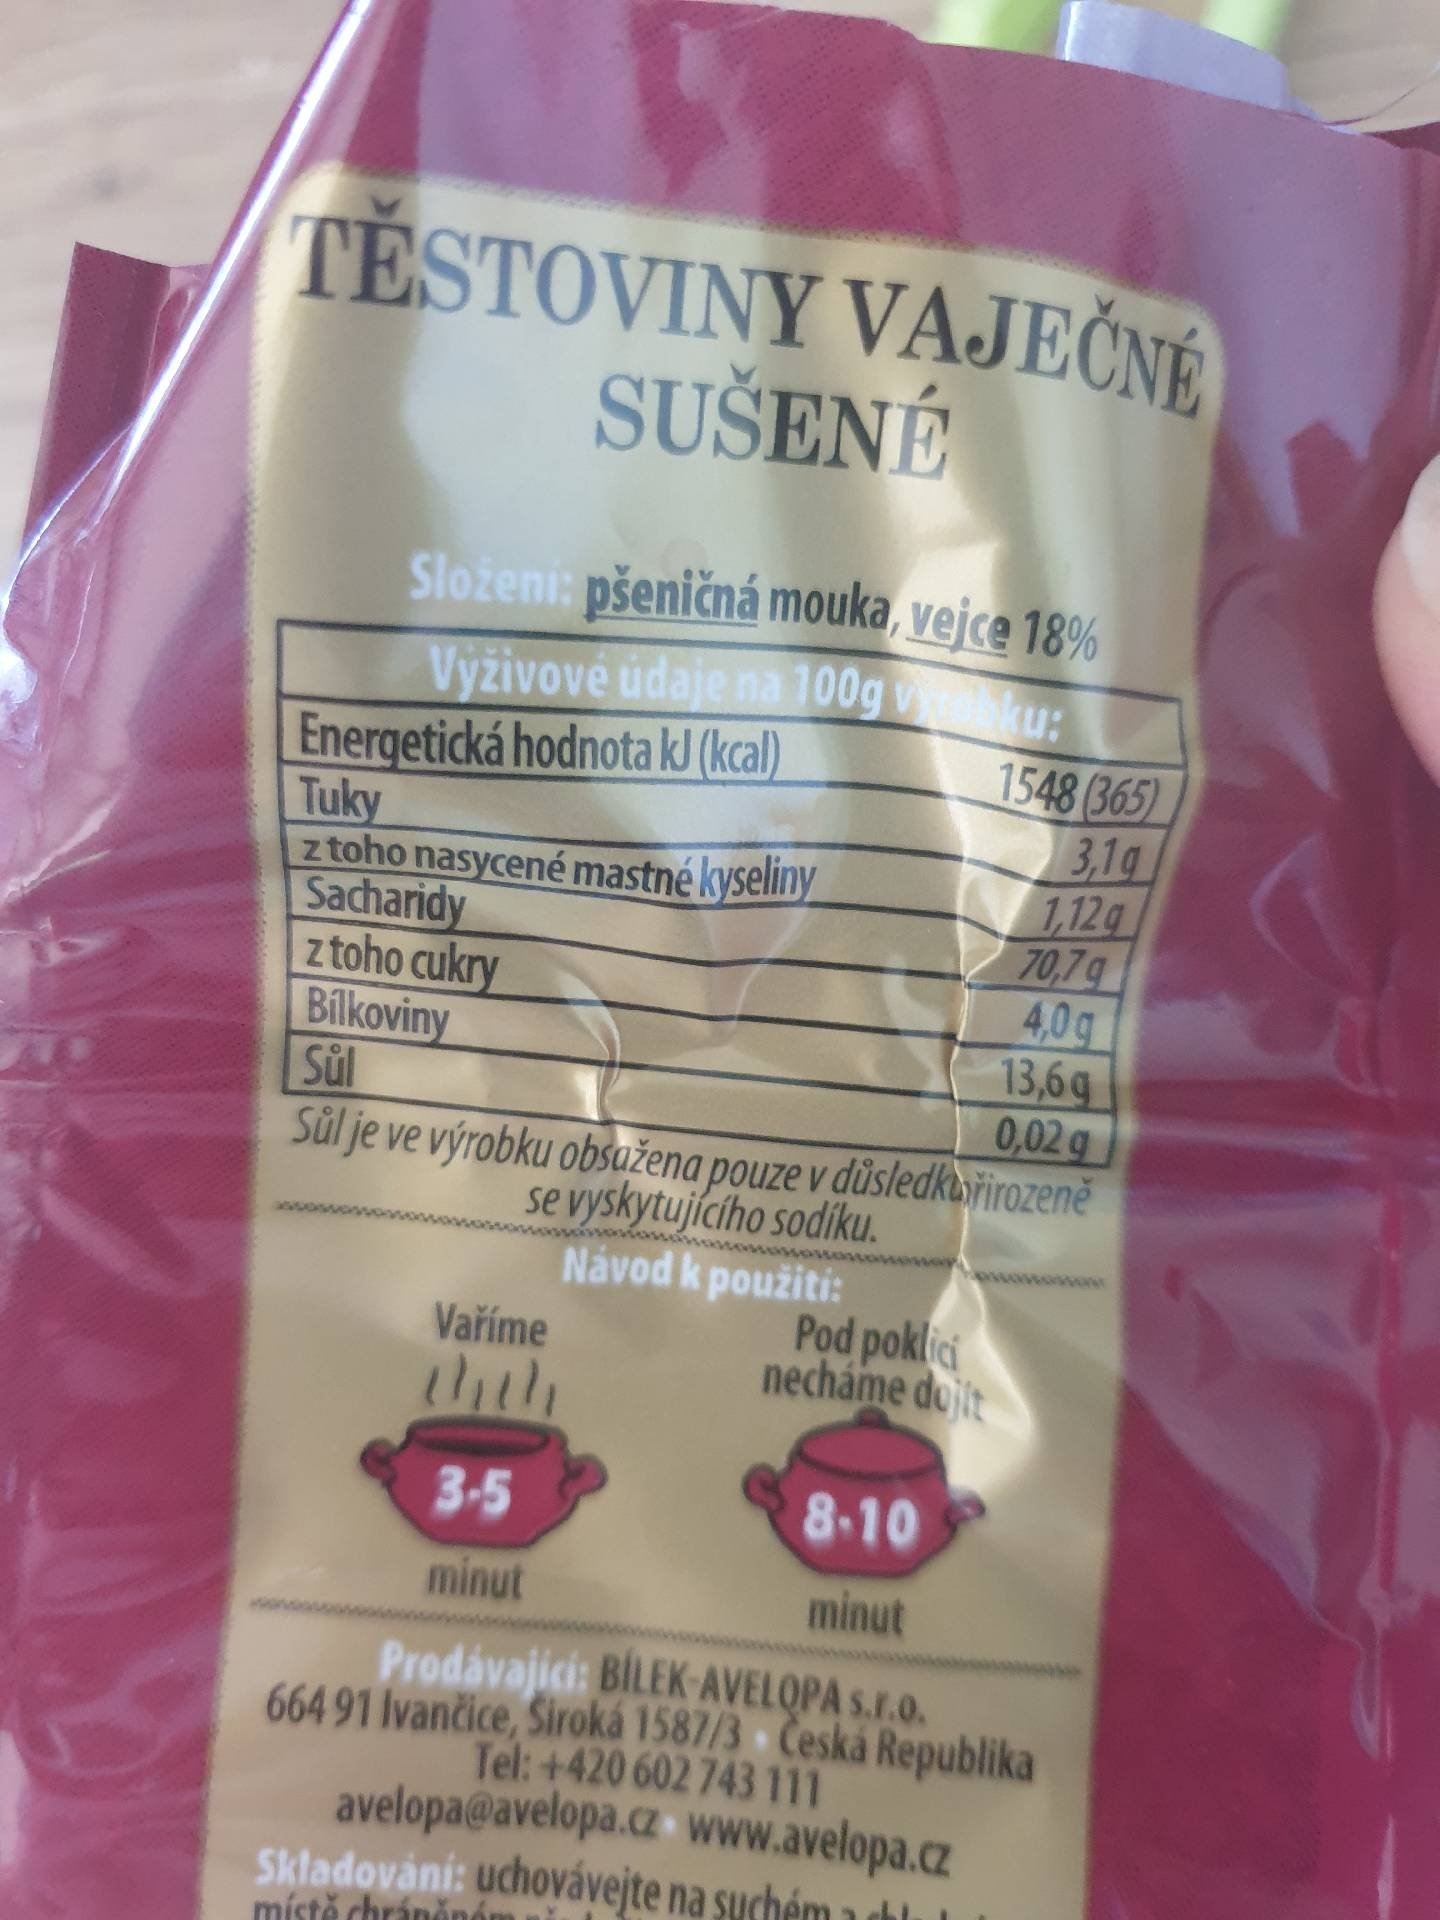 TĚSTOVINY VAJEČNÉ
SUŠENÉ
Složení: pšeničná mouka, vejce 18%
Výživové údaje na 100g výrobku:
Energetická hodnota kJ (kcal) 1548 (365)
Tuky 3,1g
z toho nasycené mastné kyseliny 1,12g
Sacharidy 70,7g
z toho cukry 4,0g
Bílkoviny 13,6g
Sůl 0,02g
Sůl je ve výrobku obsažena pouze v důsledku přirozeně
se vyskytujícího sodíku.
Návod k použití:
Vaříme
3-5
minut
Pod poklicí
necháme dojít
8-10
minut
Prodávající: BÍLEK-AVELOPA s.r.o.
664 91 Ivančice, Široká 1587/3 • Česká Republika
Tel: +420 602 743 111
avelopa@avelopa.cz • www.avelopa.cz
Skladování: uchovávejte na suchém a
místě chráněném